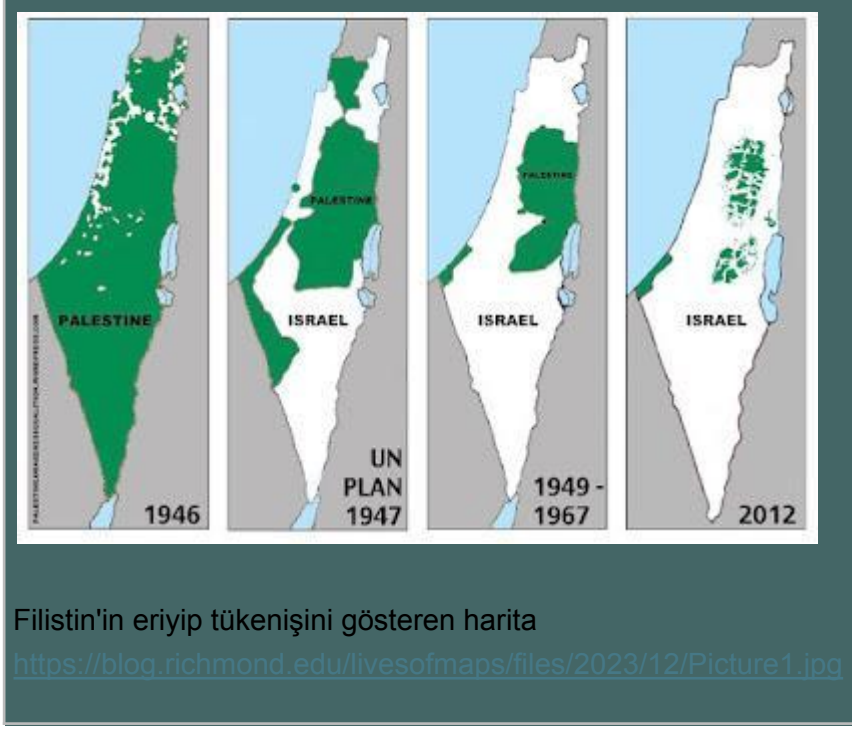 PALESTINE
1946
PALESTINE
ISRAEL
UN
PLAN
1947
PALESTINE
ISRAEL
1949 -
1967
ISRAEL
2012
Filistin'in eriyip tükenişini gösteren harita
https://blog.richmond.edu/livesofmaps/files/2023/12/Picture1.jpg